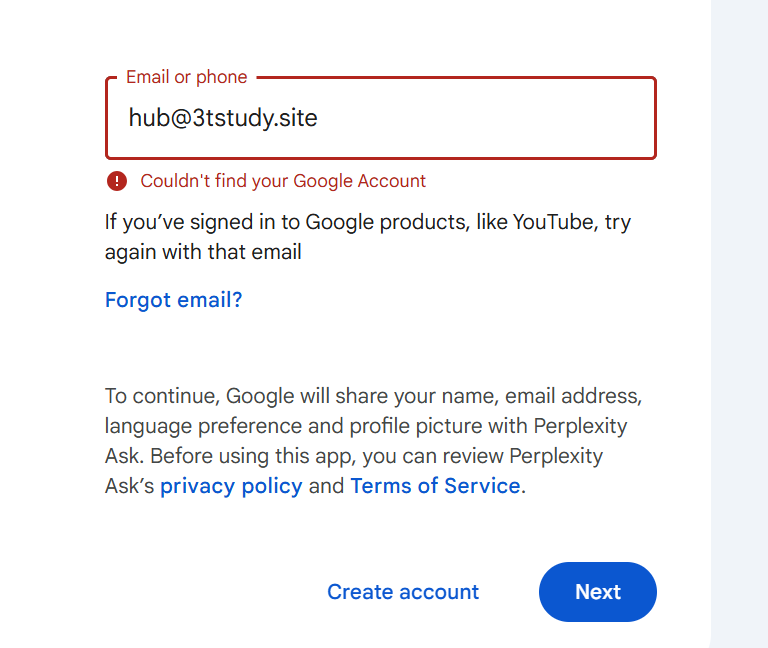 Email or phone
hub@3tstudy.site
Couldn't find your Google Account
If you’ve signed in to Google products, like YouTube, try
again with that email
Forgot email?
To continue, Google will share your name, email address,
language preference and profile picture with Perplexity
Ask. Before using this app, you can review Perplexity
Ask’s privacy policy and Terms of Service.
Create account
Next